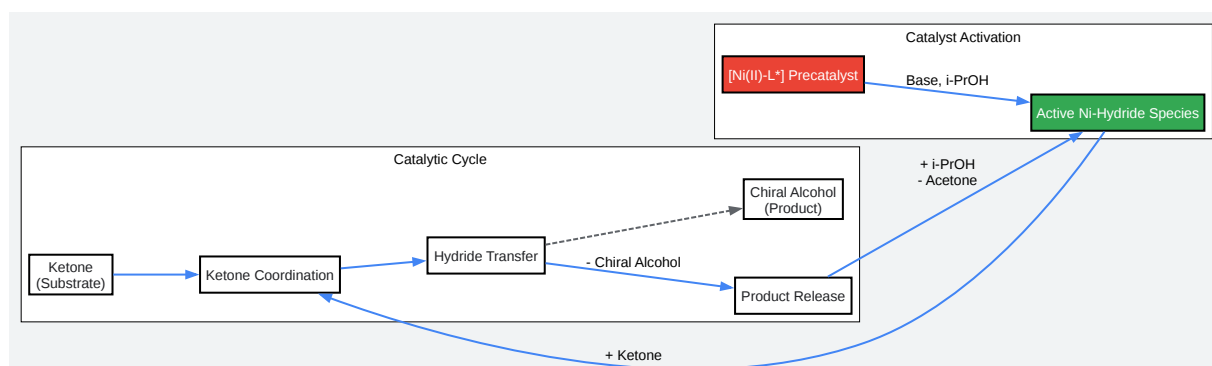 Catalyst Activation
[Ni(II)-L*] Precatalyst
Base, i-PrOH
Active Ni-Hydride Species
Catalytic Cycle
+ i-PrOH
- Acetone
Chiral Alcohol
(Product)
Hydride Transfer
Ketone
(Substrate)
Ketone Coordination
- Chiral Alcohol
Product Release
+ Ketone